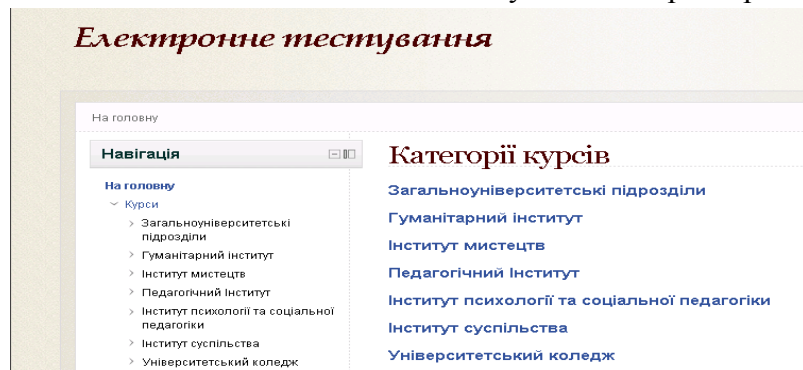 Електронне тестування
На головну
Навігація
На головну
Курси
Загальноуніверситетські
підрозділи
Гуманітарний інститут
Інститут мистецтв
Педагогічний Інститут
Інститут психології та соціальної
педагогіки
Інститут суспільства
Університетський коледж
Категорії курсів
Загальноуніверситетські підрозділи
Гуманітарний інститут
Інститут мистецтв
Педагогічний Інститут
Інститут психології та соціальної педагогіки
Інститут суспільства
Університетський коледж